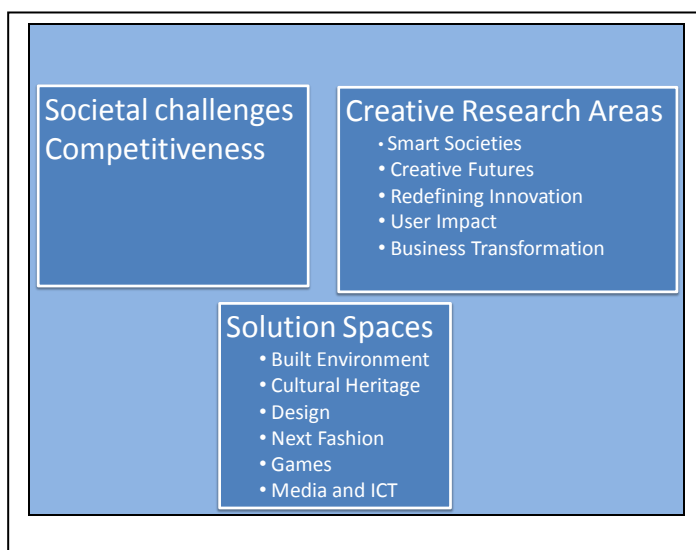 Societal challenges
Competitiveness
Creative Research Areas
• Smart Societies
• Creative Futures
• Redefining Innovation
• User Impact
• Business Transformation
Solution Spaces
• Built Environment
• Cultural Heritage
• Design
• Next Fashion
• Games
• Media and ICT